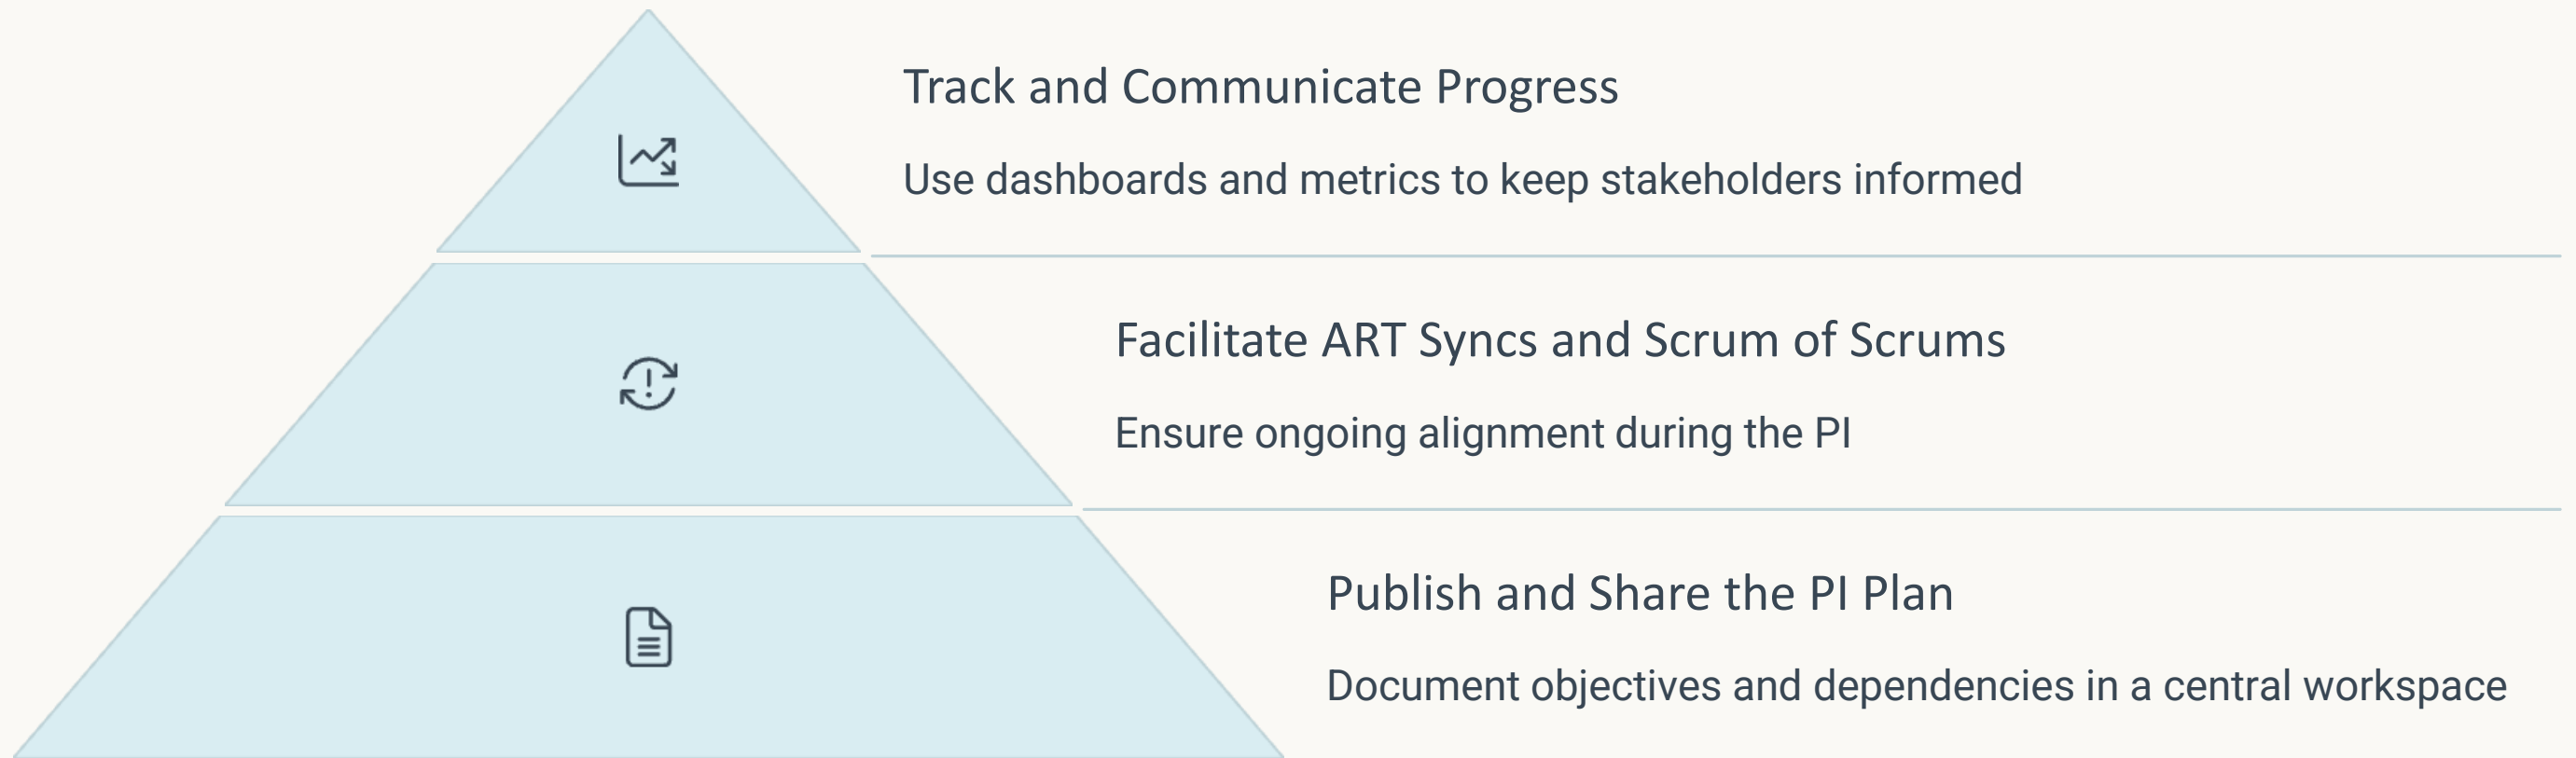 Track and Communicate Progress
Use dashboards and metrics to keep stakeholders informed
Facilitate ART Syncs and Scrum of Scrums
Ensure ongoing alignment during the PI
Publish and Share the PI Plan
Document objectives and dependencies in a central workspace